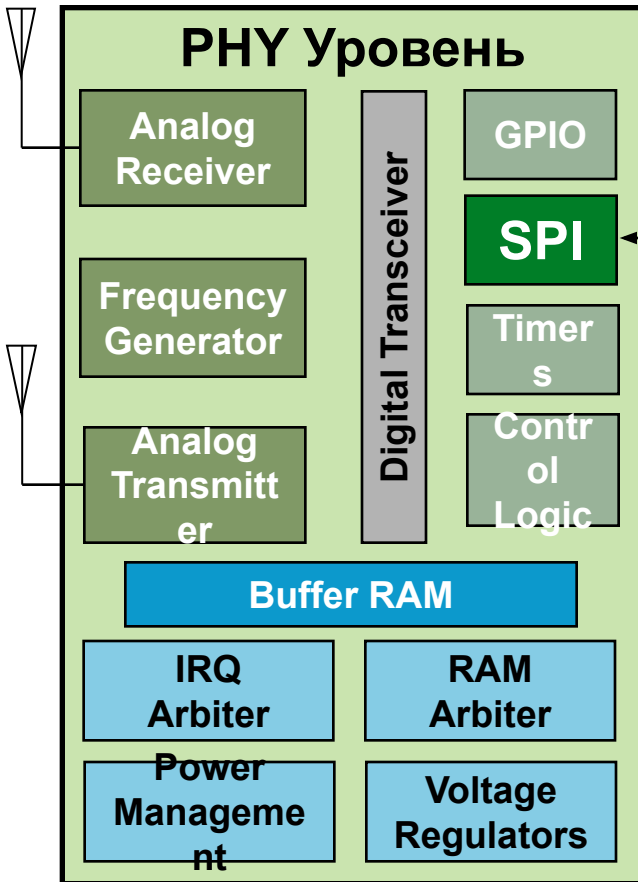 PHY Уровень
Analog
Receiver
Frequency
Generator
Analog
Transmitt
er
Digital Transceiver
GPIO
SPI
Timer
s
Contr
ol
Logic
Buffer RAM
IRQ
Arbiter
RAM
Arbiter
Power
Manageme
nt
Voltage
Regulators